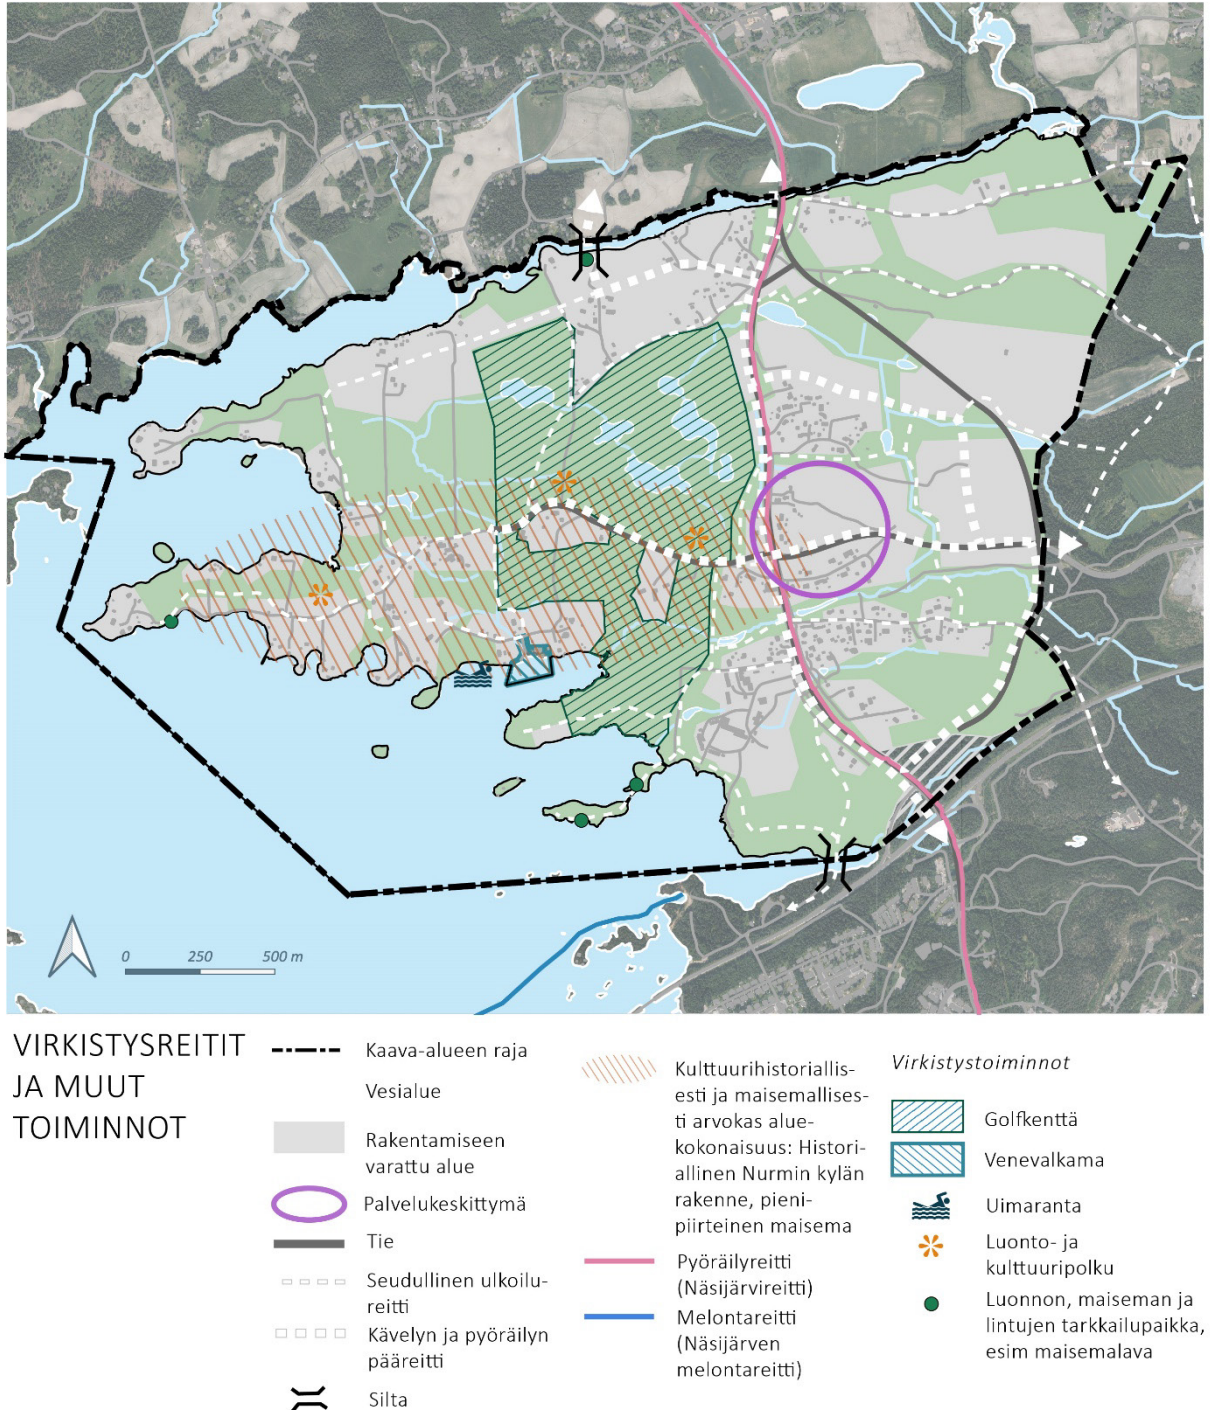 0 250 500 m
VIRKISTYSREITIT
JA MUUT
TOIMINNOT
Kaava-alueen raja
Vesialue
Rakentamiseen
varattu alue
Palvelukeskittymä
Tie
Seudullinen ulkoilu-
reitti
Kävelyn ja pyöräilyn
pääreitti
Silta
Kulttuurihistoriallis-
esti ja maisemallises-
ti arvokas alue-
kokonaisuus: Histori-
allinen Nurmin kylän
rakenne, pieni-
piirteinen maisema
Pyöräilyreitti
(Näsijärvireitti)
Melontareitti
(Näsijärven
melontareitti)
Virkistystoiminnot
Golfkenttä
Venevalkama
Uimaranta
Luonto- ja
kulttuuripolku
Luonnon, maiseman ja
lintujen tarkkailupaikka,
esim maisemalava